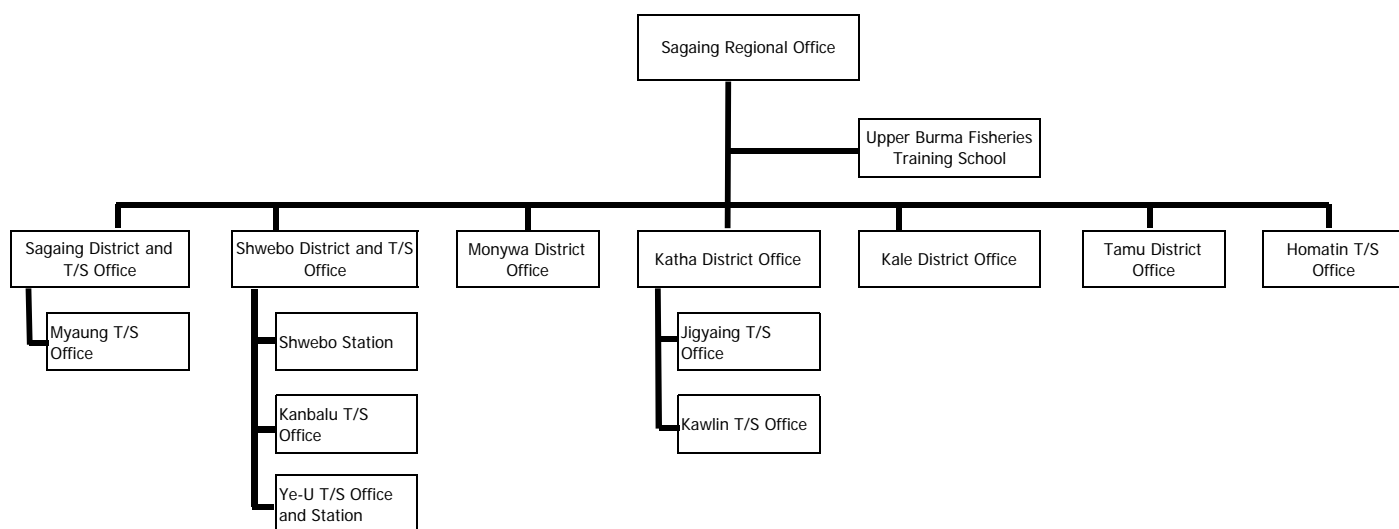 Sagaing Regional Office
Upper Burma Fisheries
Training School
Sagaing District and
T/S Office
Shwebo District and T/S
Office
Monywa District
Office
Katha District Office
Kale District Office
Tamu District
Office
Homatin T/S
Office
Myaung T/S
Office
Shwebo Station
Kanbalu T/S
Office
Ye-U T/S Office
and Station
Jigyaing T/S
Office
Kawlin T/S Office